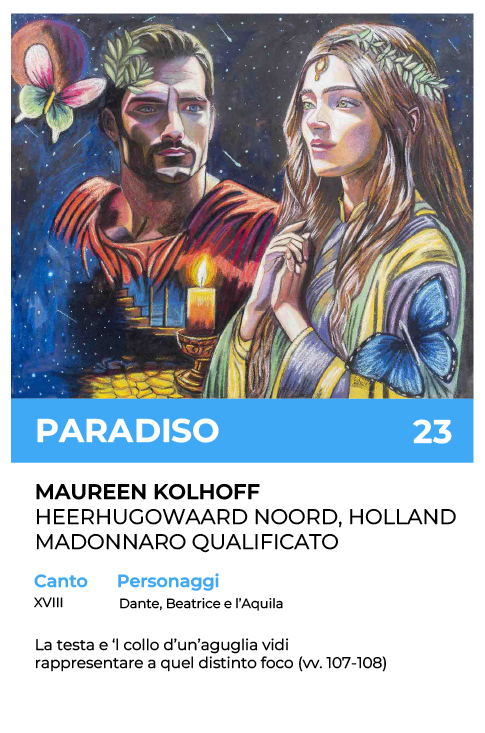 PARADISO 23
MAUREEN KOLHOFF
HEERHUGOWAARD NOORD, HOLLAND
MADONNARO QUALIFICATO
Canto Personaggi
XVIII Dante, Beatrice e l’Aquila
La testa e ‘l collo d’un’aguglia vidi
rappresentare a quel distinto foco (vv. 107-108)